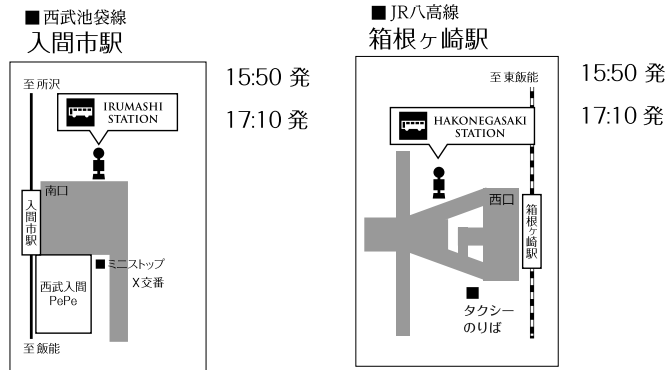 ■西武池袋線
入間市駅
至所沢
IRUMASHI
STATION
南口
入間市駅
ミニストップ
X交番
西武入間
PePe
至飯能
15:50 発
17:10 発
■JR八高線
箱根ヶ崎駅
至東飯能
HAKONEGASAKI
STATION
西口
箱根ヶ崎駅
タクシー
のりば
15:50 発
17:10 発